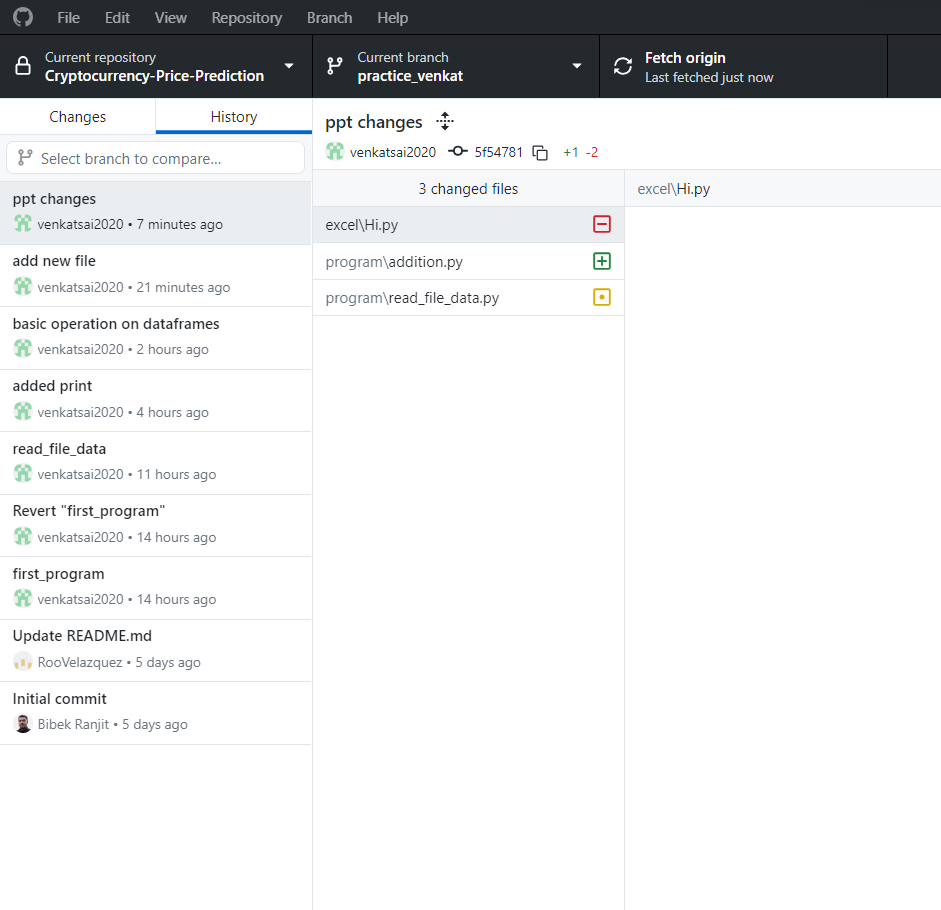 File Edit View Repository Branch Help
Current repository
Cryptocurrency-Price-Prediction
Current branch
practice_venkat
Fetch origin
Last fetched just now
Changes History
Select branch to compare...
ppt changes
venkatsai2020 • 7 minutes ago
add new file
venkatsai2020 • 21 minutes ago
basic operation on dataframes
venkatsai2020 • 2 hours ago
added print
venkatsai2020 • 4 hours ago
read_file_data
venkatsai2020 • 11 hours ago
Revert "first_program"
venkatsai2020 • 14 hours ago
first_program
venkatsai2020 • 14 hours ago
Update README.md
RooVelazquez • 5 days ago
Initial commit
Bibek Ranjit • 5 days ago
ppt changes
venkatsai2020 5f54781 +1 -2
3 changed files
excel\Hi.py
program\addition.py
program\read_file_data.py
excel\Hi.py